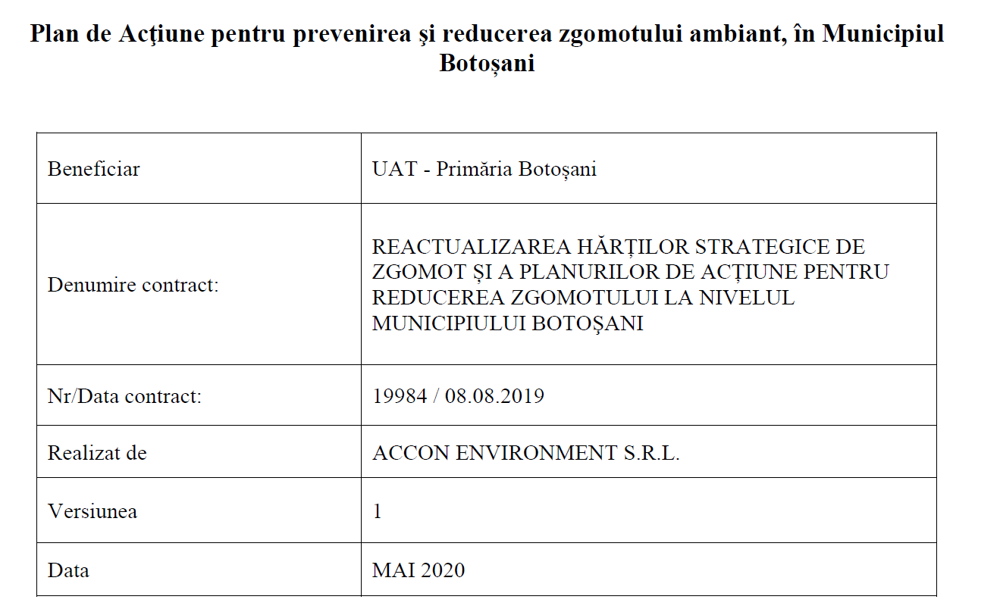 Plan de Acţiune pentru prevenirea şi reducerea zgomotului ambiant, în Municipiul
Botoșani
Beneficiar
UAT - Primăria Botoșani
Denumire contract:
REACTUALIZAREA HĂRȚILOR STRATEGICE DE
ZGOMOT ȘI A PLANURILOR DE ACȚIUNE PENTRU
REDUCEREA ZGOMOTULUI LA NIVELUL
MUNICIPIULUI BOTOŞANI
Nr/Data contract:
19984 / 08.08.2019
Realizat de
ACCON ENVIRONMENT S.R.L.
Versiunea
1
Data
MAI 2020